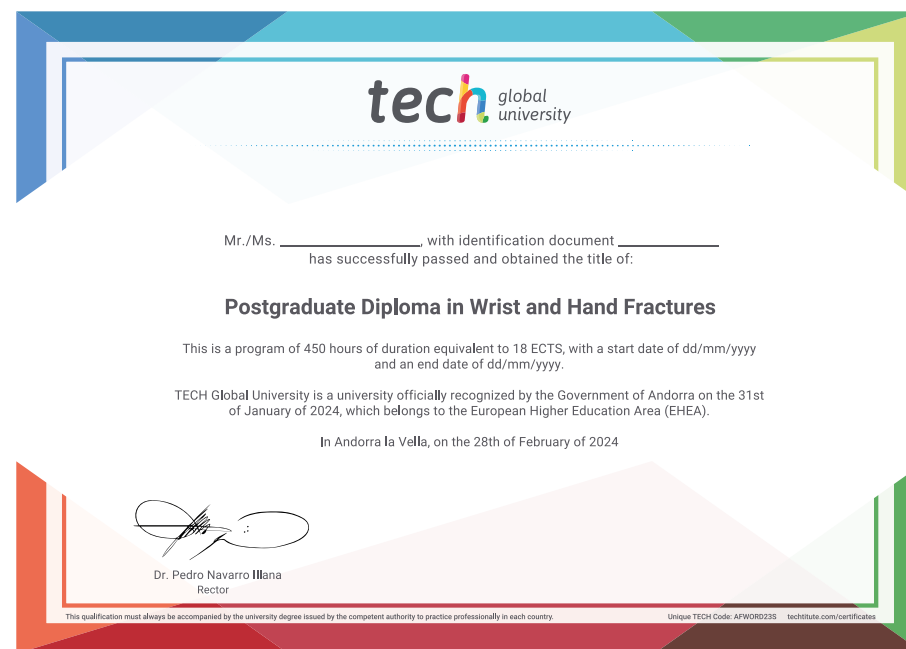 tech global
university
Mr./Ms. ____________, with identification document ____________
has successfully passed and obtained the title of:
Postgraduate Diploma in Wrist and Hand Fractures
This is a program of 450 hours of duration equivalent to 18 ECTS, with a start date of dd/mm/yyyy
and an end date of dd/mm/yyyy.
TECH Global University is a university officially recognized by the Government of Andorra on the 31st
of January of 2024, which belongs to the European Higher Education Area (EHEA).
In Andorra la Vella, on the 28th of February of 2024
Dr. Pedro Navarro Illana
Rector
This qualification must always be accompanied by the university degree issued by the competent authority to practice professionally in each country. Unique TECH Code: AFWORD23S techtitute.com/certificates